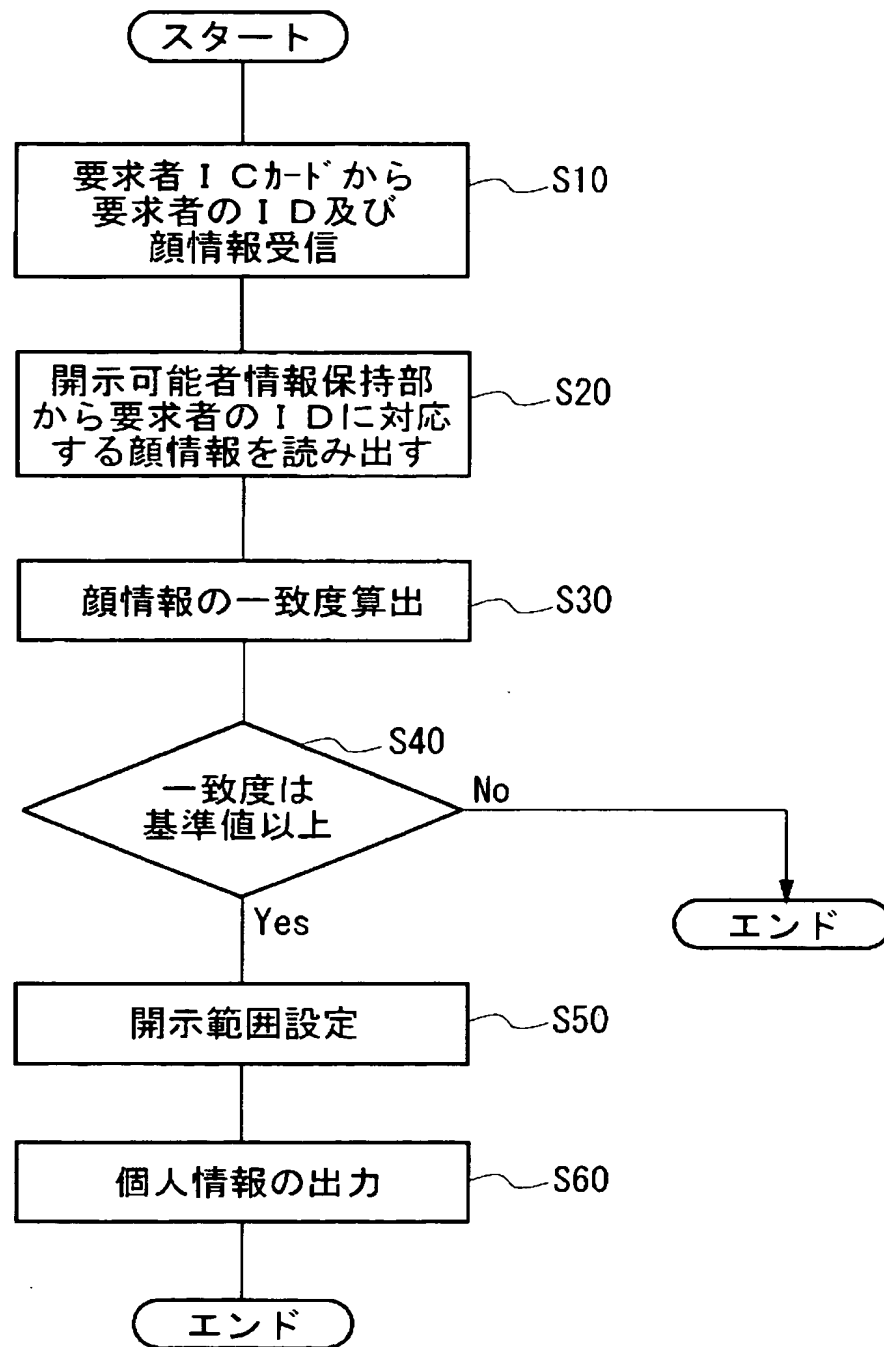 スタート
要求者ＩＣｶｰﾄﾞから
要求者のＩＤ及び
顔情報受信
S10
開示可能者情報保持部
から要求者のＩＤに対応
する顔情報を読み出す
S20
顔情報の一致度算出
S30
S40
一致度は
基準値以上
No
エンド
Yes
開示範囲設定
S50
個人情報の出力
S60
エンド